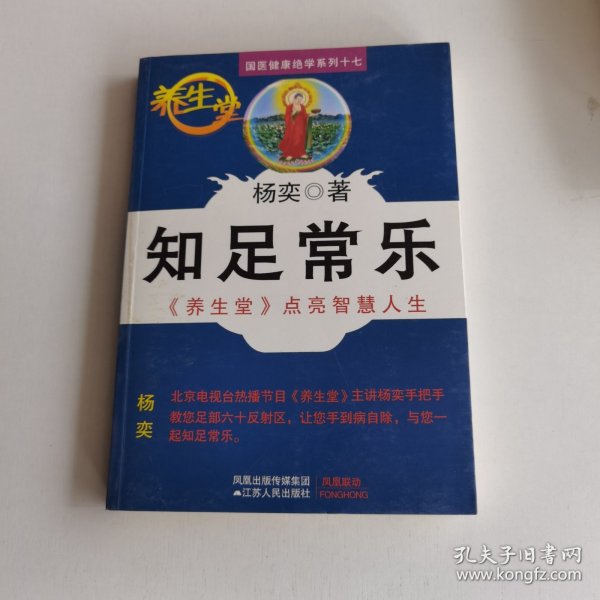 国医健康绝学系列十七
养生堂
杨奕◎著
知足常乐
《养生堂》点亮智慧人生
杨奕
北京电视台热播节目《养生堂》主讲杨奕手把手
教您足部六十反射区，让您手到病自除，与您一
起知足常乐。
凤凰出版传媒集团
江苏人民出版社
凤凰联动
FONGHONG
孔夫子旧书网
www.kongfz.com